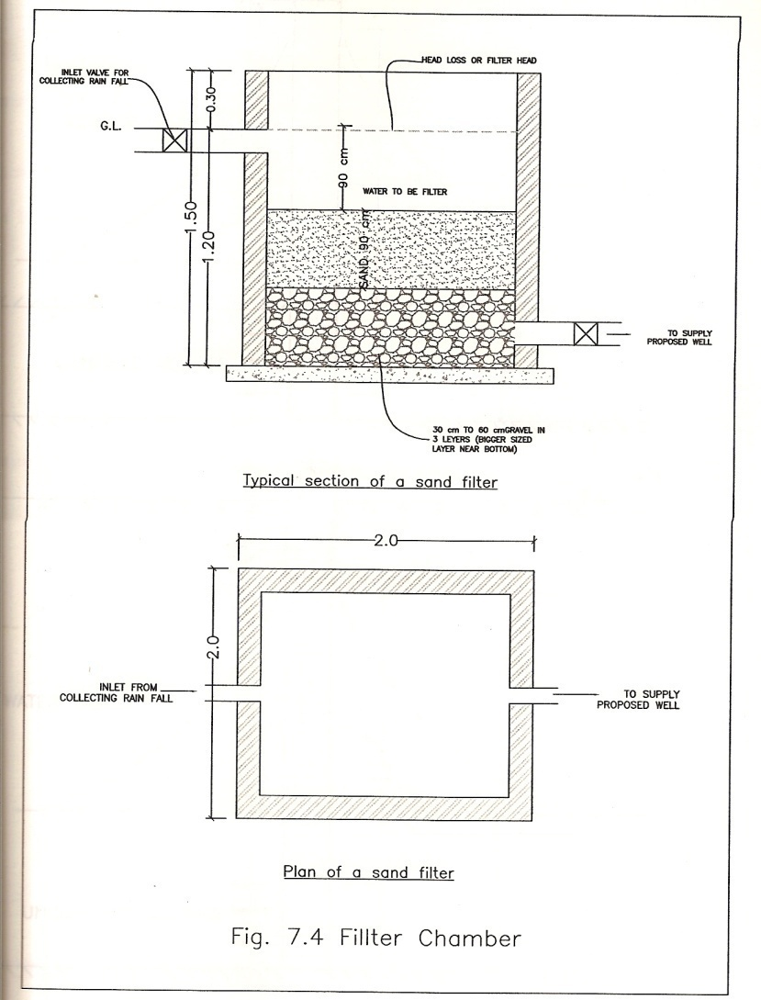 HEAD LOSS OR FILTER HEAD
INLET VALVE FOR
COLLECTING RAIN FALL
0.30
G.L.
90 cm
WATER TO BE FILTER
1.50
1.20
SAND 90 cm
TO SUPPLY
PROPOSED WELL
30 cm TO 60 cmGRAVEL IN
3 LEYERS (BIGGER SIZED
LAYER NEAR BOTTOM)
Typical section of a sand filter
2.0
2.0
INLET FROM
COLLECTING RAIN FALL
TO SUPPLY
PROPOSED WELL
Plan of a sand filter
Fig. 7.4 Fillter Chamber